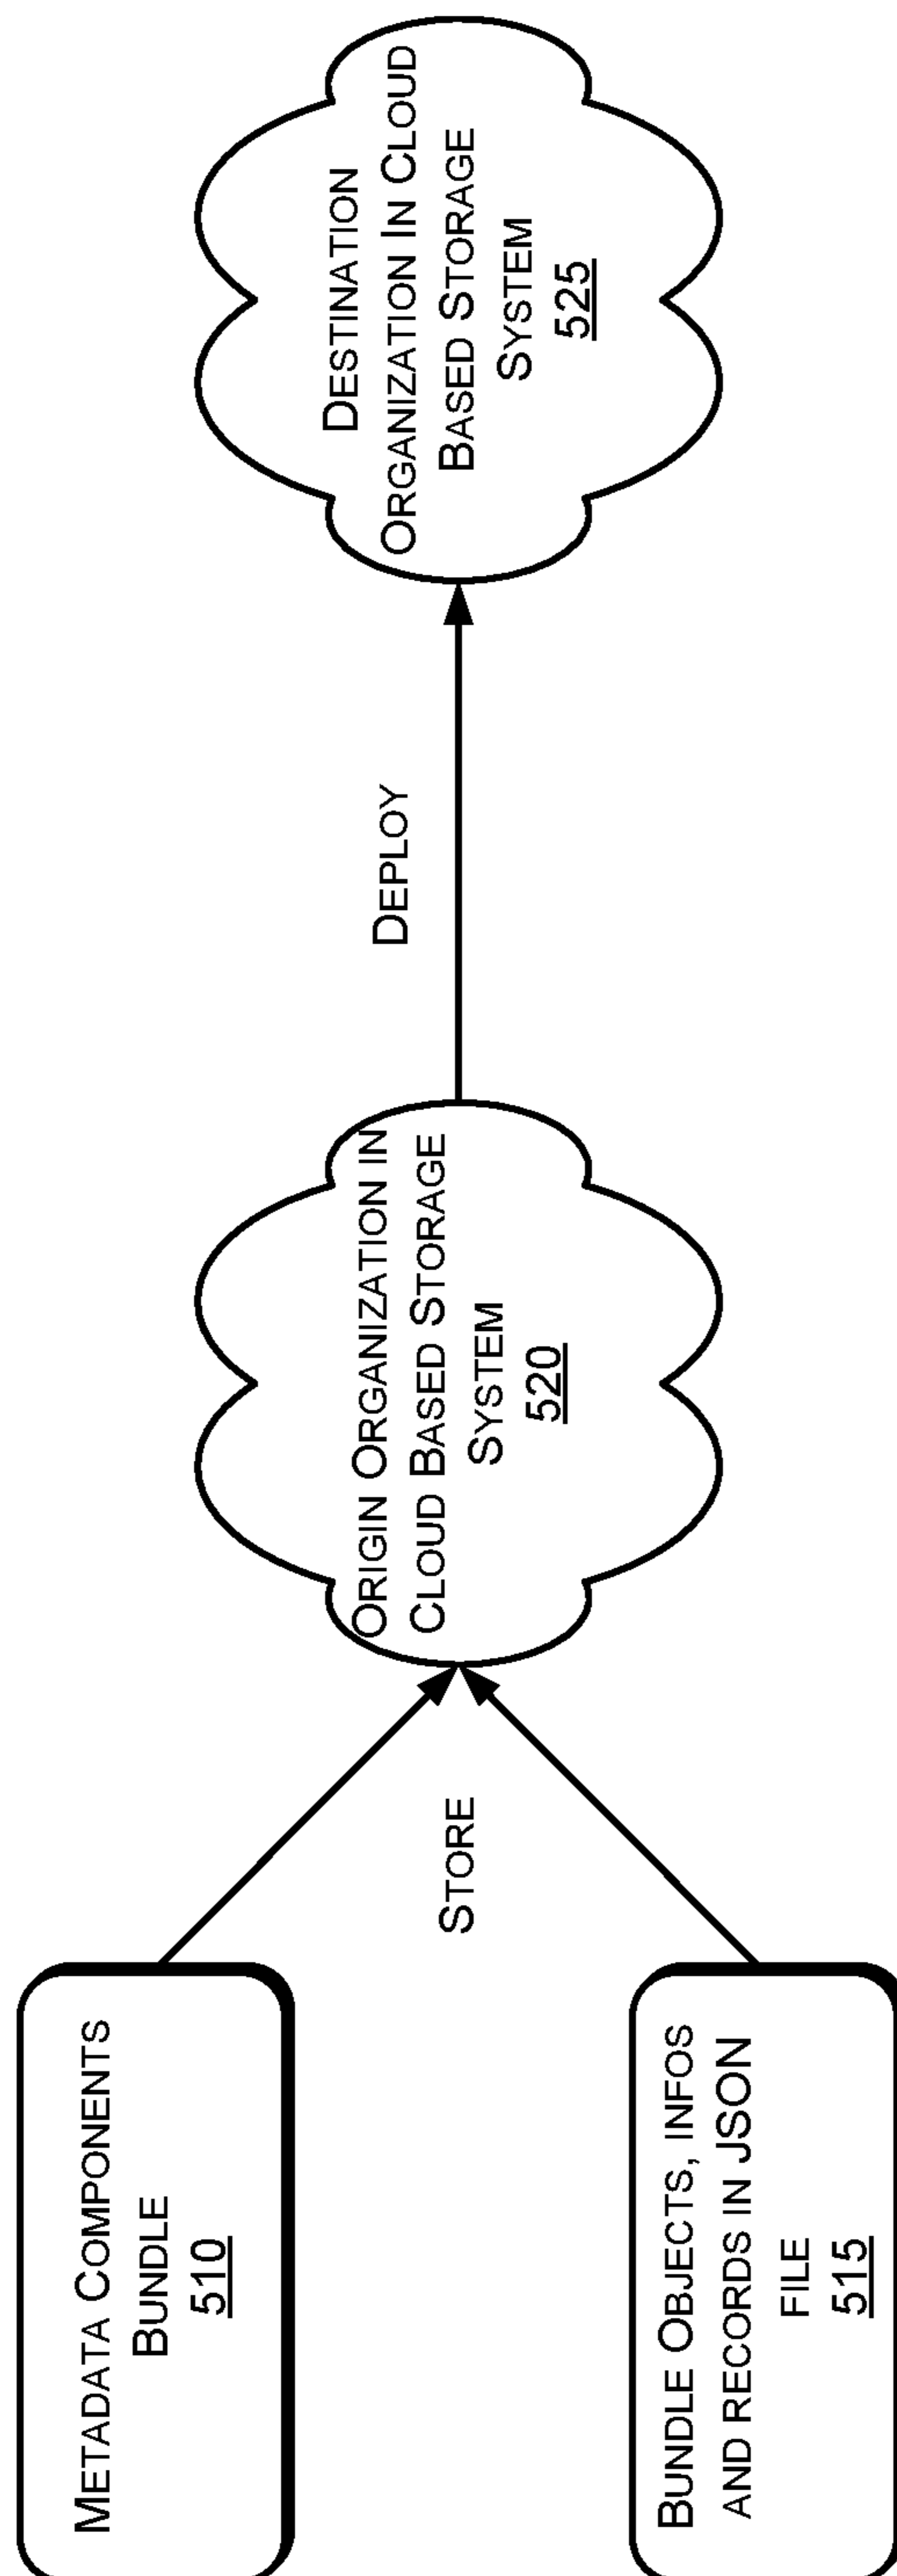 METADATA COMPONENTS
BUNDLE
510
BUNDLE OBJECTS, INFOS
AND RECORDS IN JSON
FILE
515
STORE
ORIGIN ORGANIZATION IN
CLOUD BASED STORAGE
SYSTEM
520
DEPLOY
DESTINATION
ORGANIZATION IN CLOUD
BASED STORAGE
SYSTEM
525